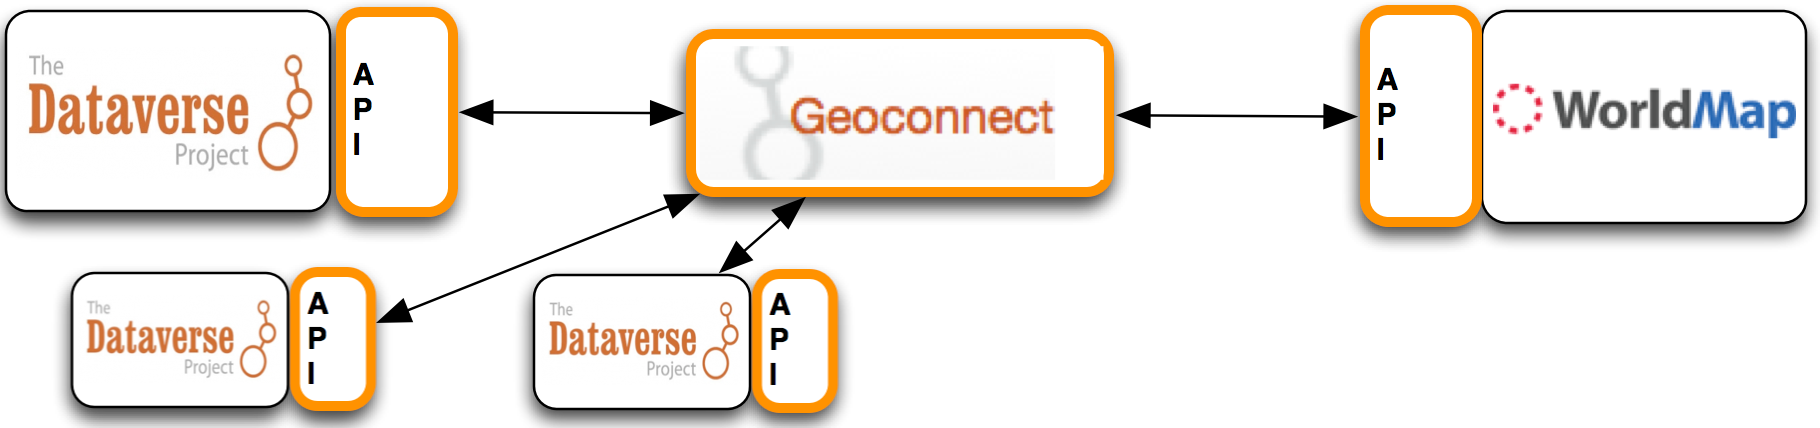 The
Dataverse
Project
A
P
I
Geoconnect
A
P
I
WorldMap
The
Dataverse
Project
A
P
I
The
Dataverse
Project
A
P
I